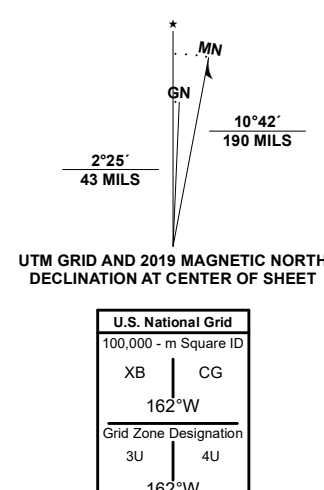 ★
MN
GN
10°42´
190 MILS
2°25´
43 MILS
UTM GRID AND 2019 MAGNETIC NORTH
DECLINATION AT CENTER OF SHEET
U.S. National Grid
100,000 - m Square ID
XB CG
162°W
Grid Zone Designation
3U 4U
162°W